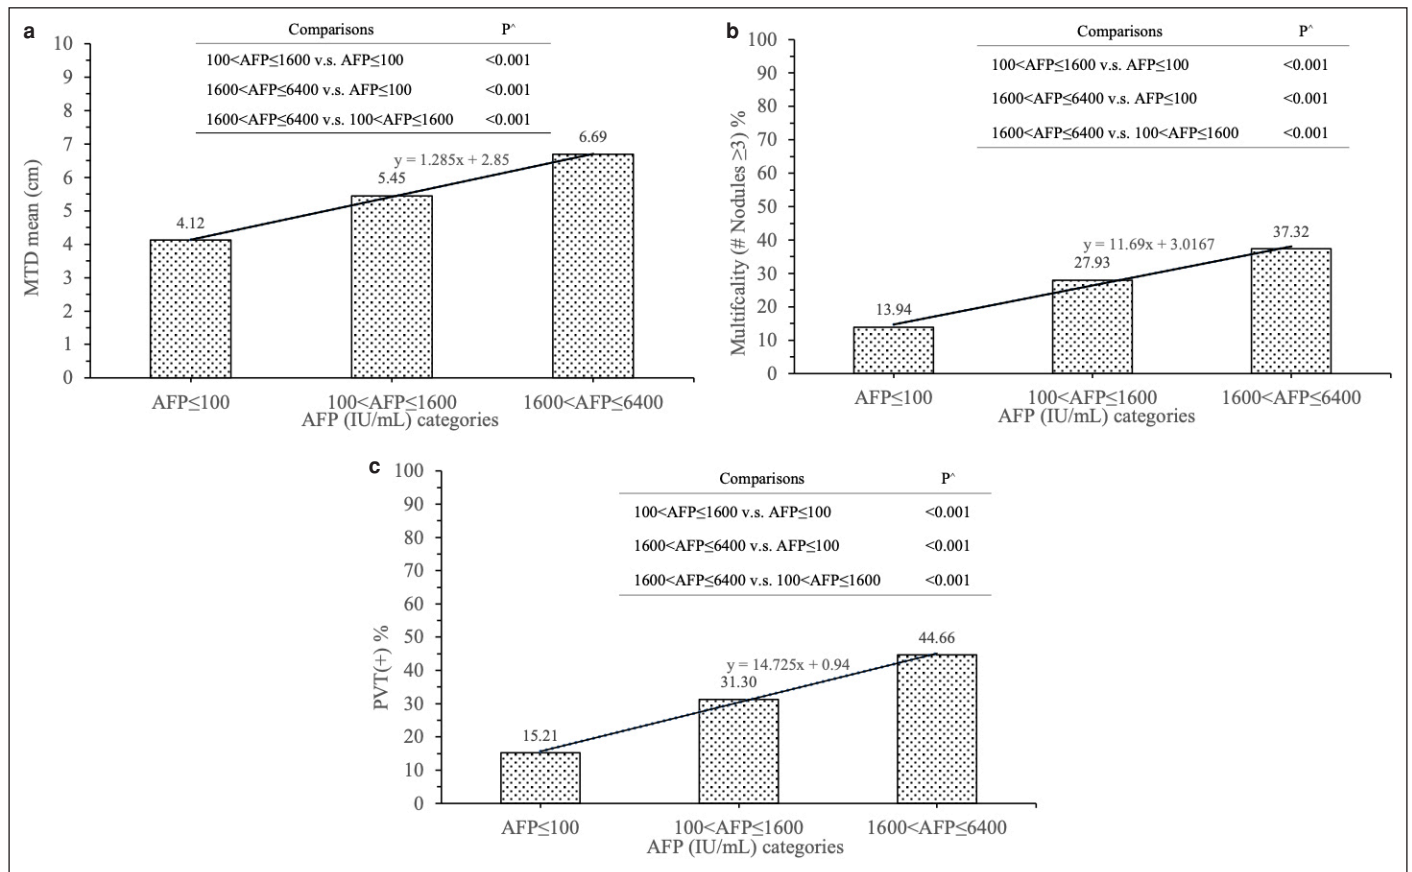 a
Comparisons P^
100<AFP≤1600 v.s. AFP≤100 <0.001
1600<AFP≤6400 v.s. AFP≤100 <0.001
1600<AFP≤6400 v.s. 100<AFP≤1600 <0.001
10
9
8
7
6
5
4
3
2
1
0
MTD mean (cm)
y = 1.285x + 2.85
4.12
5.45
6.69
AFP≤100 100<AFP≤1600 1600<AFP≤6400
AFP (IU/mL) categories
b
Comparisons P^
100<AFP≤1600 v.s. AFP≤100 <0.001
1600<AFP≤6400 v.s. AFP≤100 <0.001
1600<AFP≤6400 v.s. 100<AFP≤1600 <0.001
100
90
80
70
60
50
40
30
20
10
0
Multifcality (# Nodules ≥3) %
y = 11.69x + 3.0167
13.94
27.93
37.32
AFP≤100 100<AFP≤1600 1600<AFP≤6400
AFP (IU/mL) categories
c
Comparisons P^
100<AFP≤1600 v.s. AFP≤100 <0.001
1600<AFP≤6400 v.s. AFP≤100 <0.001
1600<AFP≤6400 v.s. 100<AFP≤1600 <0.001
100
90
80
70
60
50
40
30
20
10
0
PVT(+) %
y = 14.725x + 0.94
15.21
31.30
44.66
AFP≤100 100<AFP≤1600 1600<AFP≤6400
AFP (IU/mL) categories